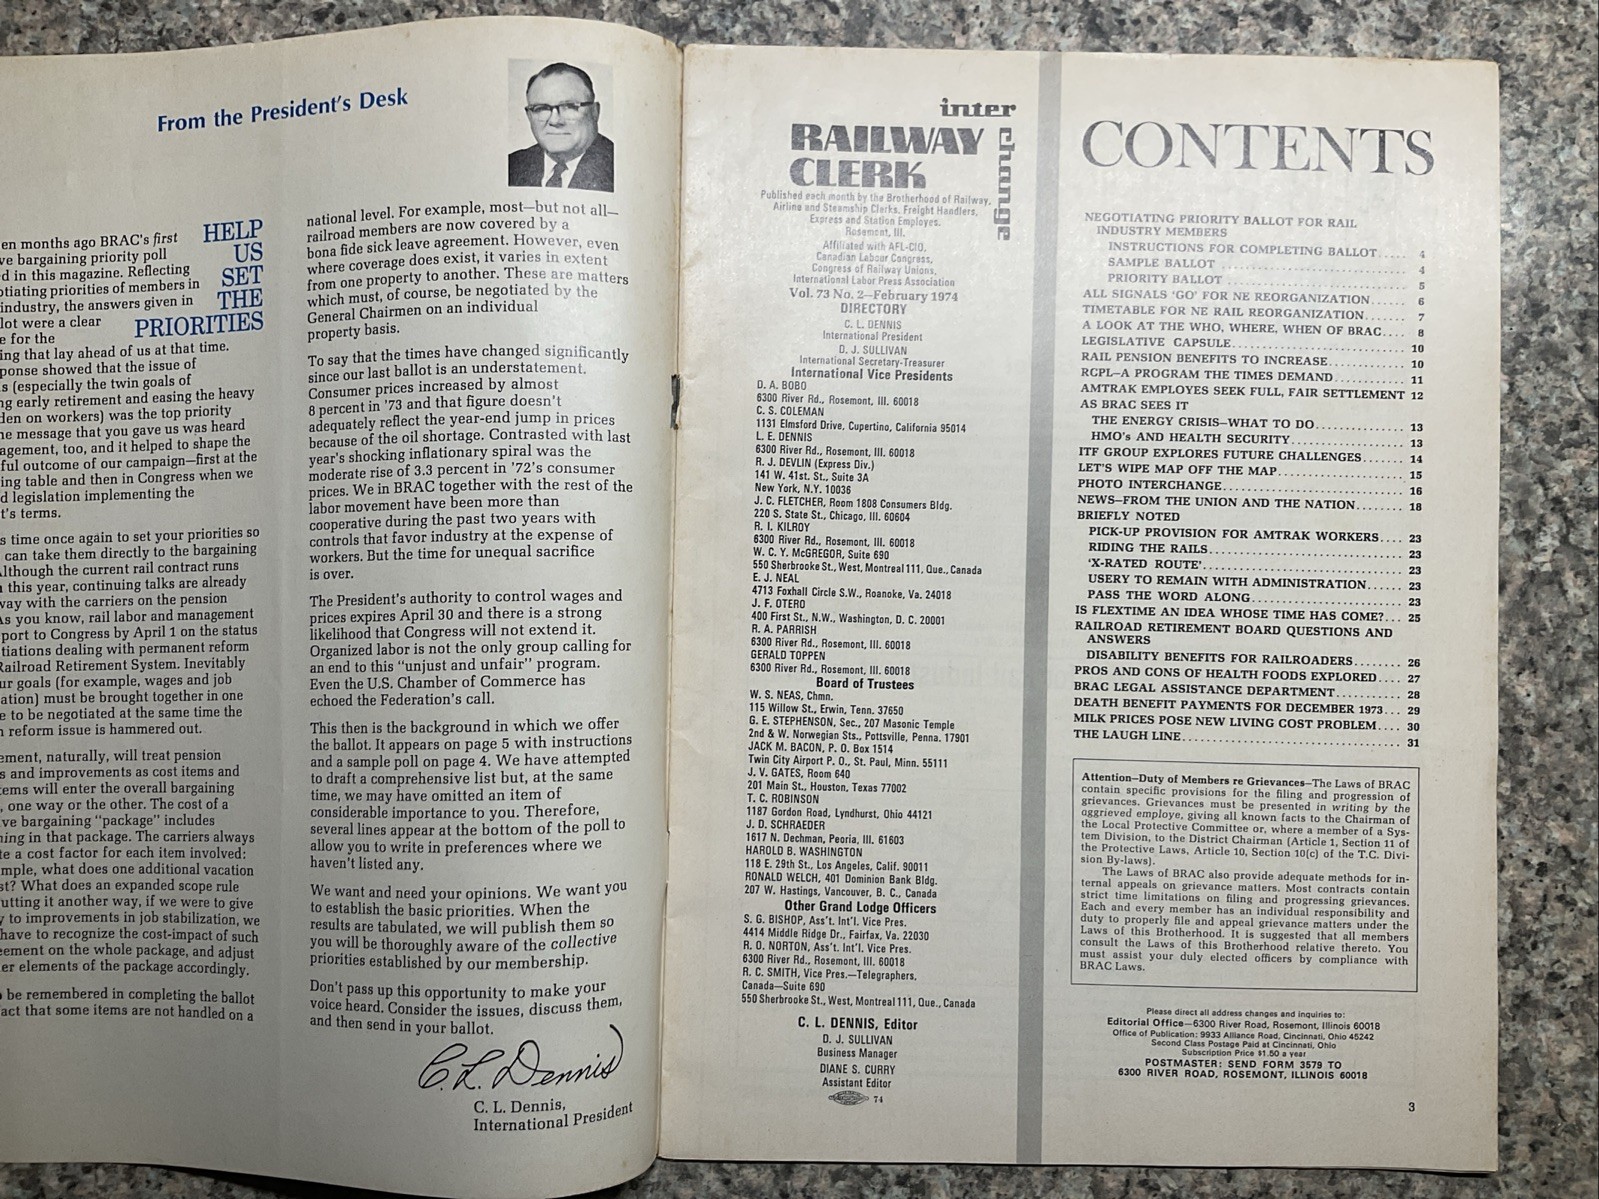 From the President's Desk
HELP
US
SET
THE
PRIORITIES
en months ago BRAC's first
ve bargaining priority poll
d in this magazine. Reflecting
otiating priorities of members in
industry, the answers given in
lot were a clear
e for the
ing that lay ahead of us at that time.
ponse showed that the issue of
s (especially the twin goals of
ng early retirement and easing the heavy
den on workers) was the top priority
he message that you gave us was heard
agement, too, and it helped to shape the
ful outcome of our campaign—first at the
ing table and then in Congress when we
d legislation implementing the
t's terms.
s time once again to set your priorities so
can take them directly to the bargaining
Although the current rail contract runs
this year, continuing talks are already
way with the carriers on the pension
As you know, rail labor and management
port to Congress by April 1 on the status
tiations dealing with permanent reform
Railroad Retirement System. Inevitably
ur goals (for example, wages and job
ation) must be brought together in one
e to be negotiated at the same time the
n reform issue is hammered out.
ement, naturally, will treat pension
s and improvements as cost items and
tems will enter the overall bargaining
, one way or the other. The cost of a
ve bargaining "package" includes
hing in that package. The carriers always
te a cost factor for each item involved:
mple, what does one additional vacation
st? What does an expanded scope rule
utting it another way, if we were to give
y to improvements in job stabilization, we
have to recognize the cost-impact of such
eement on the whole package, and adjust
er elements of the package accordingly.
o be remembered in completing the ballot
act that some items are not handled on a
national level. For example, most—but not all—
railroad members are now covered by a
bona fide sick leave agreement. However, even
where coverage does exist, it varies in extent
from one property to another. These are matters
which must, of course, be negotiated by the
General Chairmen on an individual
property basis.
To say that the times have changed significantly
since our last ballot is an understatement.
Consumer prices increased by almost
8 percent in '73 and that figure doesn't
adequately reflect the year-end jump in prices
because of the oil shortage. Contrasted with last
year's shocking inflationary spiral was the
moderate rise of 3.3 percent in '72's consumer
prices. We in BRAC together with the rest of the
labor movement have been more than
cooperative during the past two years with
controls that favor industry at the expense of
workers. But the time for unequal sacrifice
is over.
The President's authority to control wages and
prices expires April 30 and there is a strong
likelihood that Congress will not extend it.
Organized labor is not the only group calling for
an end to this "unjust and unfair" program.
Even the U.S. Chamber of Commerce has
echoed the Federation's call.
This then is the background in which we offer
the ballot. It appears on page 5 with instructions
and a sample poll on page 4. We have attempted
to draft a comprehensive list but, at the same
time, we may have omitted an item of
considerable importance to you. Therefore,
several lines appear at the bottom of the poll to
allow you to write in preferences where we
haven't listed any.
We want and need your opinions. We want you
to establish the basic priorities. When the
results are tabulated, we will publish them so
you will be thoroughly aware of the collective
priorities established by our membership.
Don't pass up this opportunity to make your
voice heard. Consider the issues, discuss them,
and then send in your ballot.
C. L. Dennis
C. L. Dennis,
International President
inter
change
RAILWAY
CLERK
Published each month by the Brotherhood of Railway,
Airline and Steamship Clerks, Freight Handlers,
Express and Station Employes.
Rosemont, Ill.
Affiliated with AFL-CIO,
Canadian Labour Congress,
Congress of Railway Unions,
International Labor Press Association
Vol. 73 No. 2—February 1974
DIRECTORY
C. L. DENNIS
International President
D. J. SULLIVAN
International Secretary-Treasurer
International Vice Presidents
D. A. BOBO
6300 River Rd., Rosemont, Ill. 60018
C. S. COLEMAN
1131 Elmsford Drive, Cupertino, California 95014
L. E. DENNIS
6300 River Rd., Rosemont, Ill. 60018
R. J. DEVLIN (Express Div.)
141 W. 41st. St., Suite 3A
New York, N.Y. 10036
J. C. FLETCHER, Room 1808 Consumers Bldg.
220 S. State St., Chicago, Ill. 60604
R. I. KILROY
6300 River Rd., Rosemont, Ill. 60018
W. C. Y. McGREGOR, Suite 690
550 Sherbrooke St., West, Montreal 111, Que., Canada
E. J. NEAL
4713 Foxhall Circle S.W., Roanoke, Va. 24018
J. F. OTERO
400 First St., N.W., Washington, D. C. 20001
R. A. PARRISH
6300 River Rd., Rosemont, Ill. 60018
GERALD TOPPEN
6300 River Rd., Rosemont, Ill. 60018
Board of Trustees
W. S. NEAS, Chmn.
115 Willow St., Erwin, Tenn. 37650
G. E. STEPHENSON, Sec., 207 Masonic Temple
2nd & W. Norwegian Sts., Pottsville, Penna. 17901
JACK M. BACON, P. O. Box 1514
Twin City Airport P. O., St. Paul, Minn. 55111
J. V. GATES, Room 640
201 Main St., Houston, Texas 77002
T. C. ROBINSON
1187 Gordon Road, Lyndhurst, Ohio 44121
J. D. SCHRAEDER
1617 N. Dechman, Peoria, Ill. 61603
HAROLD B. WASHINGTON
118 E. 29th St., Los Angeles, Calif. 90011
RONALD WELCH, 401 Dominion Bank Bldg.
207 W. Hastings, Vancouver, B. C., Canada
Other Grand Lodge Officers
S. G. BISHOP, Ass't. Int'l. Vice Pres.
4414 Middle Ridge Dr., Fairfax, Va. 22030
R. O. NORTON, Ass't. Int'l. Vice Pres.
6300 River Rd., Rosemont, Ill. 60018
R. C. SMITH, Vice Pres.—Telegraphers,
Canada—Suite 690
550 Sherbrooke St., West, Montreal 111, Que., Canada
C. L. DENNIS, Editor
D. J. SULLIVAN
Business Manager
DIANE S. CURRY
Assistant Editor
74
CONTENTS
NEGOTIATING PRIORITY BALLOT FOR RAIL
INDUSTRY MEMBERS
INSTRUCTIONS FOR COMPLETING BALLOT..... 4
SAMPLE BALLOT ........................ 4
PRIORITY BALLOT ....................... 5
ALL SIGNALS 'GO' FOR NE REORGANIZATION...... 6
TIMETABLE FOR NE RAIL REORGANIZATION....... 7
A LOOK AT THE WHO, WHERE, WHEN OF BRAC.... 8
LEGISLATIVE CAPSULE......................... 10
RAIL PENSION BENEFITS TO INCREASE........... 10
RCPL—A PROGRAM THE TIMES DEMAND.......... 11
AMTRAK EMPLOYES SEEK FULL, FAIR SETTLEMENT 12
AS BRAC SEES IT
THE ENERGY CRISIS—WHAT TO DO............ 13
HMO's AND HEALTH SECURITY............... 13
ITF GROUP EXPLORES FUTURE CHALLENGES...... 14
LET'S WIPE MAP OFF THE MAP.................. 15
PHOTO INTERCHANGE......................... 16
NEWS—FROM THE UNION AND THE NATION....... 18
BRIEFLY NOTED
PICK-UP PROVISION FOR AMTRAK WORKERS.... 23
RIDING THE RAILS......................... 23
'X-RATED ROUTE'......................... 23
USERY TO REMAIN WITH ADMINISTRATION..... 23
PASS THE WORD ALONG.................... 23
IS FLEXTIME AN IDEA WHOSE TIME HAS COME?... 25
RAILROAD RETIREMENT BOARD QUESTIONS AND
ANSWERS
DISABILITY BENEFITS FOR RAILROADERS....... 26
PROS AND CONS OF HEALTH FOODS EXPLORED.... 27
BRAC LEGAL ASSISTANCE DEPARTMENT.......... 28
DEATH BENEFIT PAYMENTS FOR DECEMBER 1973... 29
MILK PRICES POSE NEW LIVING COST PROBLEM.... 30
THE LAUGH LINE............................. 31
Attention—Duty of Members re Grievances—The Laws of BRAC
contain specific provisions for the filing and progression of
grievances. Grievances must be presented in writing by the
aggrieved employe, giving all known facts to the Chairman of
the Local Protective Committee or, where a member of a Sys-
tem Division, to the District Chairman (Article 1, Section 11 of
the Protective Laws, Article 10, Section 10(c) of the T.C. Divi-
sion By-laws).
The Laws of BRAC also provide adequate methods for in-
ternal appeals on grievance matters. Most contracts contain
strict time limitations on filing and progressing grievances.
Each and every member has an individual responsibility and
duty to properly file and appeal grievance matters under the
Laws of this Brotherhood. It is suggested that all members
consult the Laws of this Brotherhood relative thereto. You
must assist your duly elected officers by compliance with
BRAC Laws.
Please direct all address changes and inquiries to:
Editorial Office—6300 River Road, Rosemont, Illinois 60018
Office of Publication: 9933 Alliance Road, Cincinnati, Ohio 45242
Second Class Postage Paid at Cincinnati, Ohio
Subscription Price $1.50 a year
POSTMASTER: SEND FORM 3579 TO
6300 RIVER ROAD, ROSEMONT, ILLINOIS 60018
3